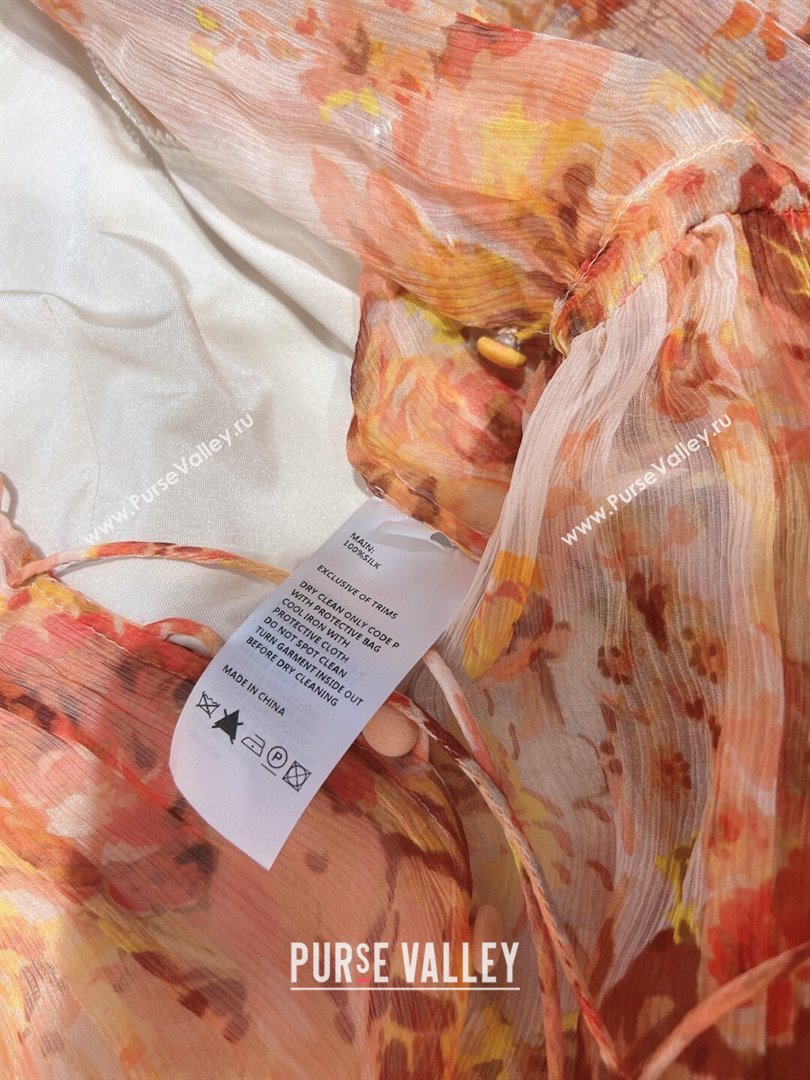 www.PurseValley.ru
www.PurseValley.ru
MAIN:
100%SILK
EXCLUSIVE OF TRIMS
DRY CLEAN ONLY CODE P
WITH PROTECTIVE BAG
COOL IRON WITH
PROTECTIVE CLOTH
DO NOT SPOT CLEAN
TURN GARMENT INSIDE OUT
BEFORE DRY CLEANING
MADE IN CHINA
P
PURSE VALLEY